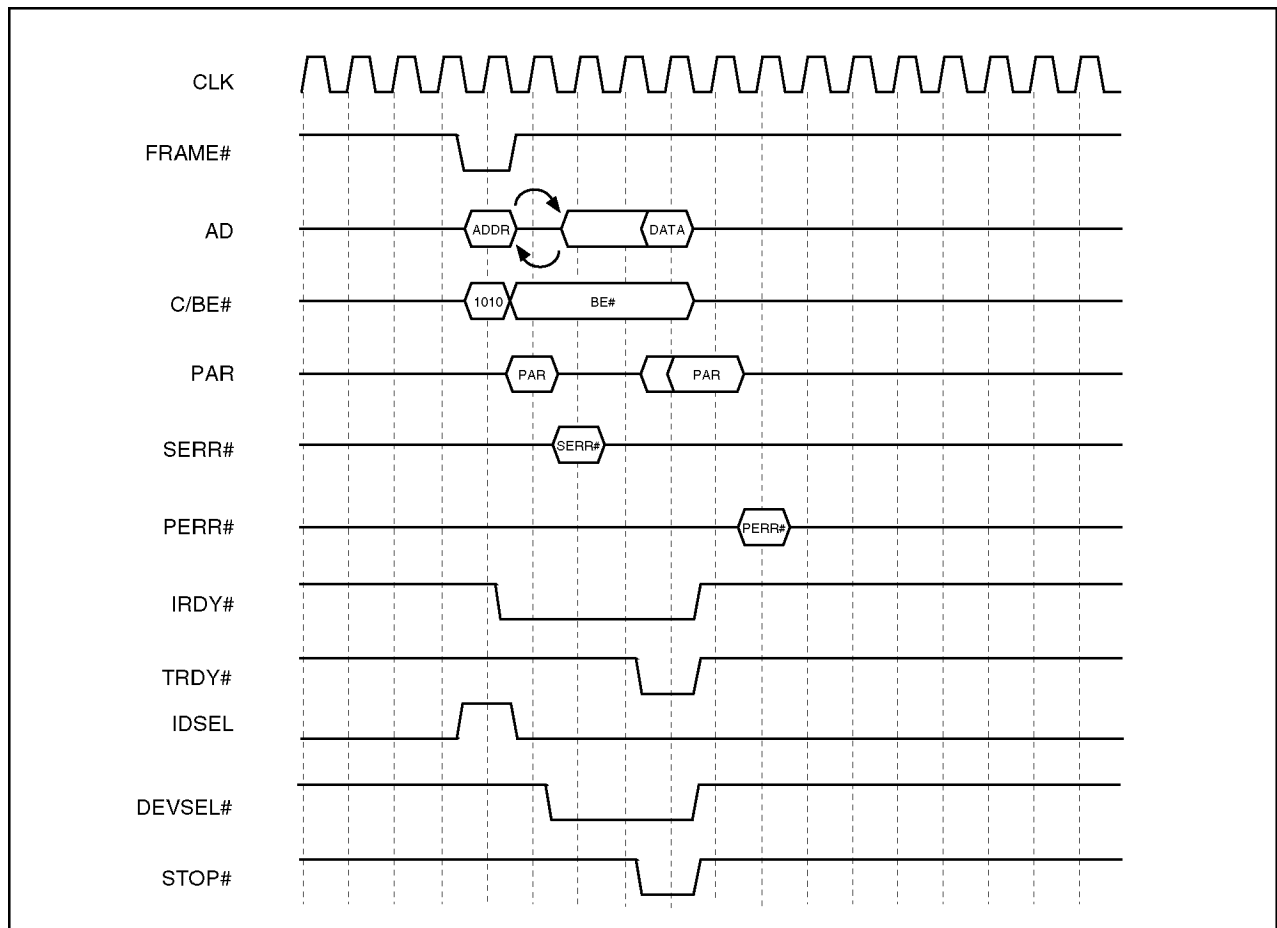 CLK
FRAME#
AD ADDR DATA
C/BE# 1010 BE#
PAR PAR PAR
SERR# SERR#
PERR# PERR#
IRDY#
TRDY#
IDSEL
DEVSEL#
STOP#